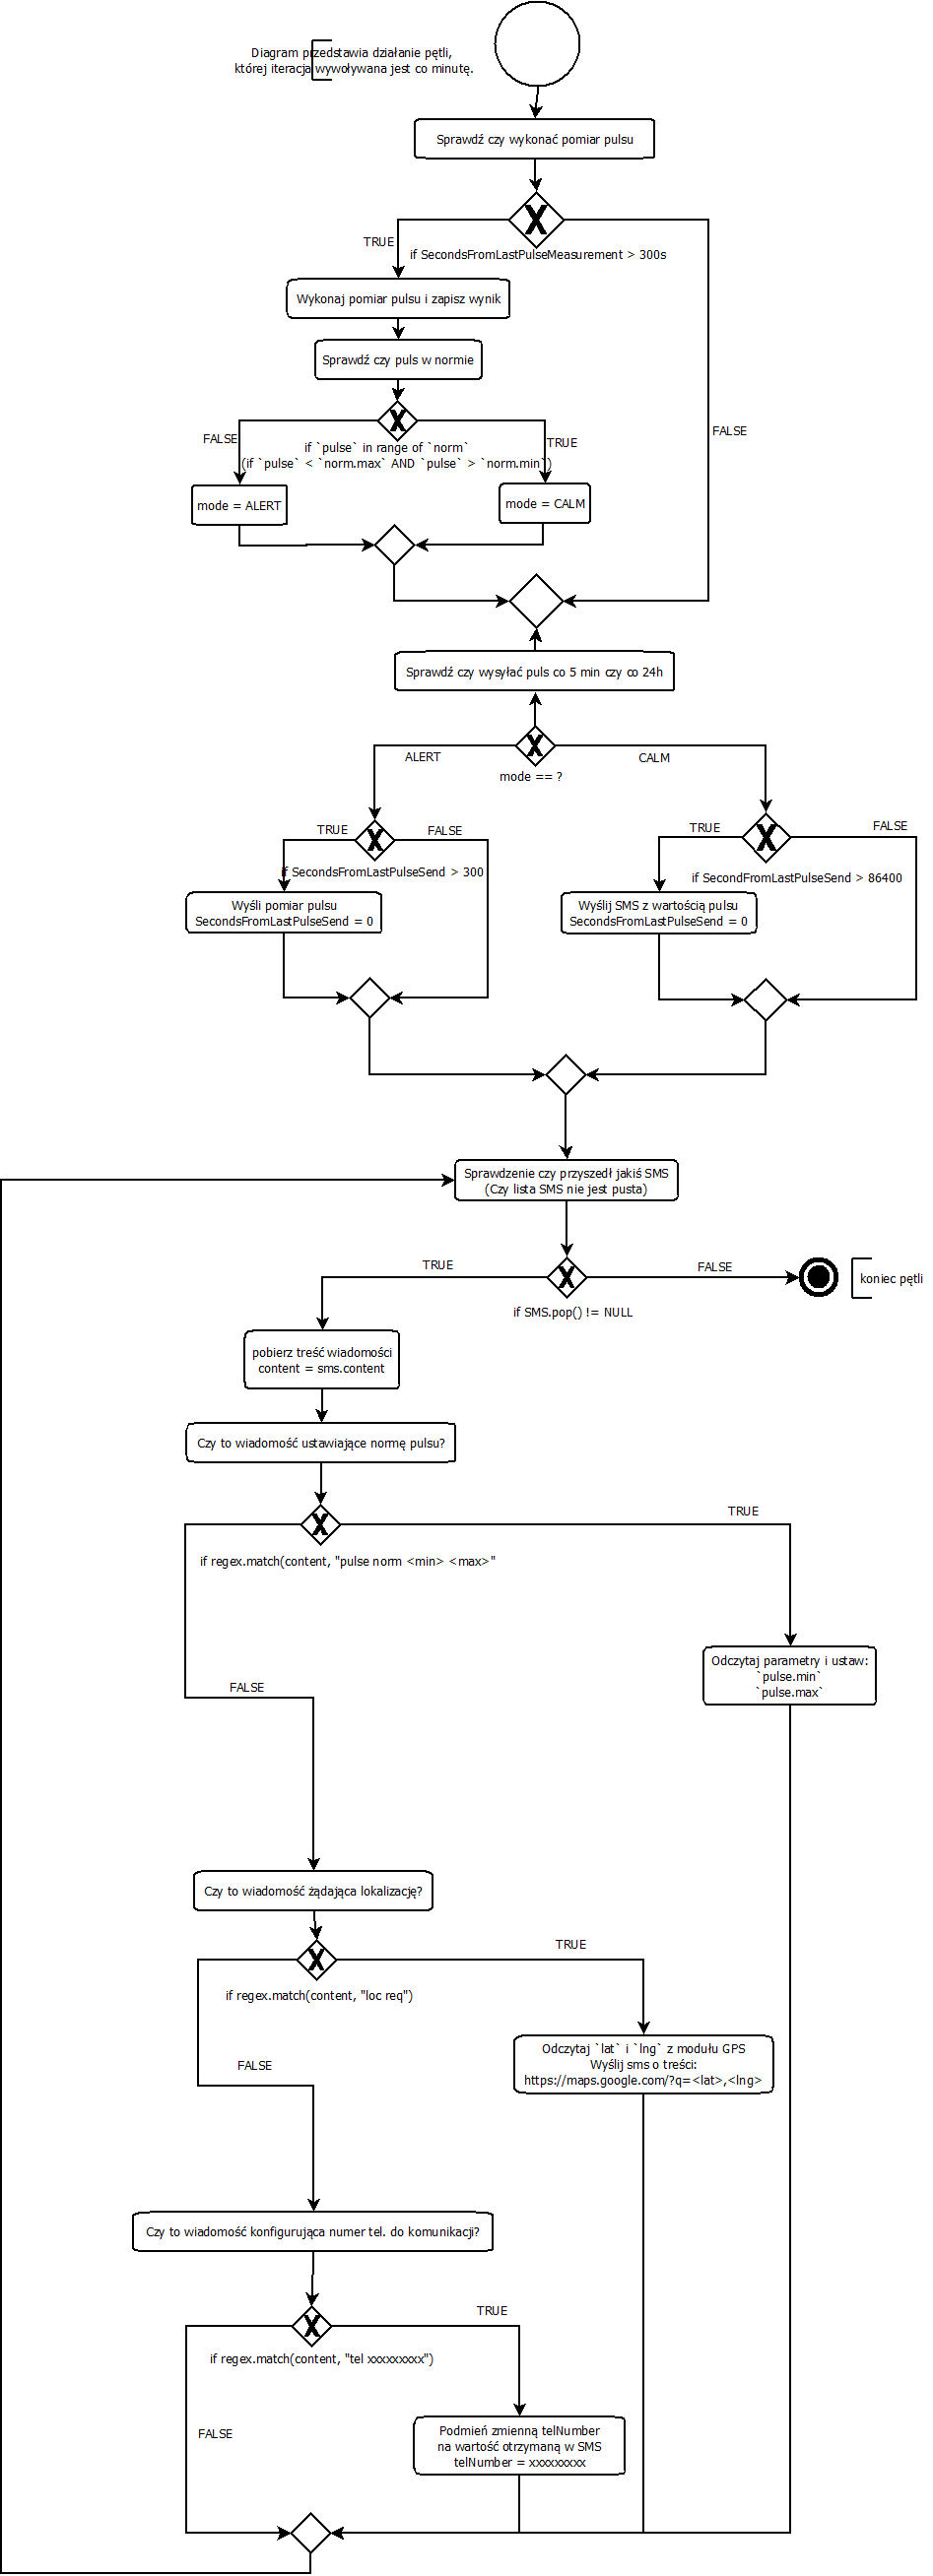 Diagram przedstawia działanie pętli,
której iteracja wywoływana jest co minutę.
Sprawdź czy wykonać pomiar pulsu
TRUE
if SecondsFromLastPulseMeasurement > 300s
Wykonaj pomiar pulsu i zapisz wynik
Sprawdź czy puls w normie
FALSE
FALSE
TRUE
if `pulse` in range of `norm`
(if `pulse` < `norm.max` AND `pulse` > `norm.min`)
mode = ALERT
mode = CALM
Sprawdź czy wysyłać puls co 5 min czy co 24h
ALERT
CALM
mode == ?
TRUE
FALSE
TRUE
FALSE
if SecondsFromLastPulseSend > 300
if SecondFromLastPulseSend > 86400
Wyśli pomiar pulsu
SecondsFromLastPulseSend = 0
Wyślij SMS z wartością pulsu
SecondsFromLastPulseSend = 0
Sprawdzenie czy przyszedł jakiś SMS
(Czy lista SMS nie jest pusta)
TRUE
FALSE
koniec pętli
if SMS.pop() != NULL
pobierz treść wiadomości
content = sms.content
Czy to wiadomość ustawiające normę pulsu?
TRUE
if regex.match(content, "pulse norm <min> <max>"
Odczytaj parametry i ustaw:
`pulse.min`
`pulse.max`
FALSE
Czy to wiadomość żądająca lokalizację?
TRUE
if regex.match(content, "loc req")
Odczytaj `lat` i `lng` z modułu GPS
Wyślij sms o treści:
https://maps.google.com/?q=<lat>,<lng>
FALSE
Czy to wiadomość konfigurująca numer tel. do komunikacji?
TRUE
if regex.match(content, "tel xxxxxxxxx")
FALSE
Podmień zmienną telNumber
na wartość otrzymaną w SMS
telNumber = xxxxxxxxx